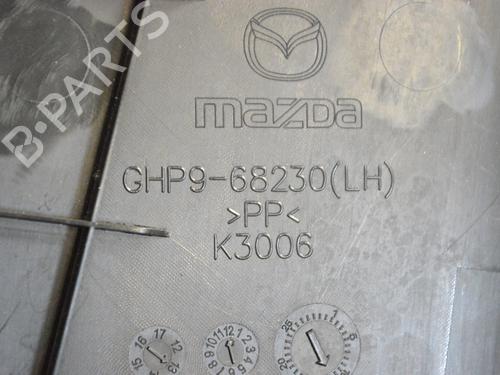 mazda
GHP9-68230(LH)
>PP<
K3006
B-PARTS